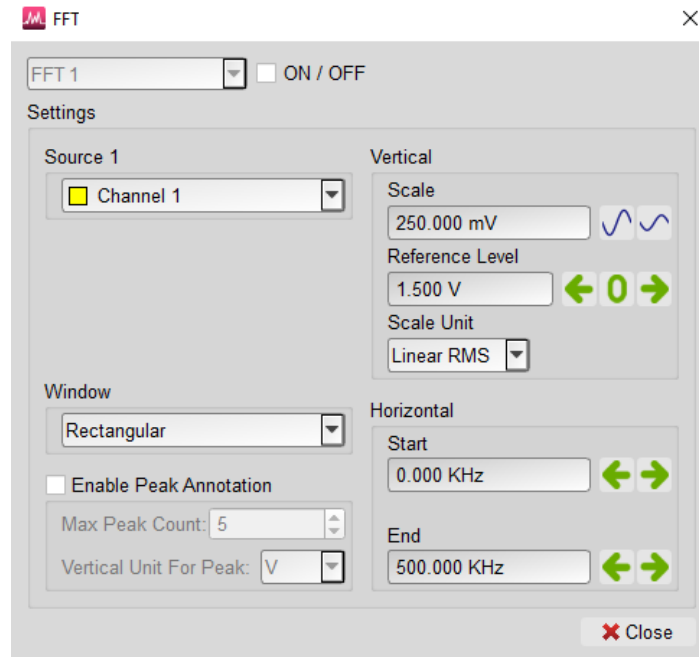 FFT
FFT 1
ON / OFF
Settings
Source 1
Channel 1
Window
Rectangular
Enable Peak Annotation
Max Peak Count: 5
Vertical Unit For Peak: V
Vertical
Scale
250.000 mV
Reference Level
1.500 V
0
Scale Unit
Linear RMS
Horizontal
Start
0.000 KHz
End
500.000 KHz
Close